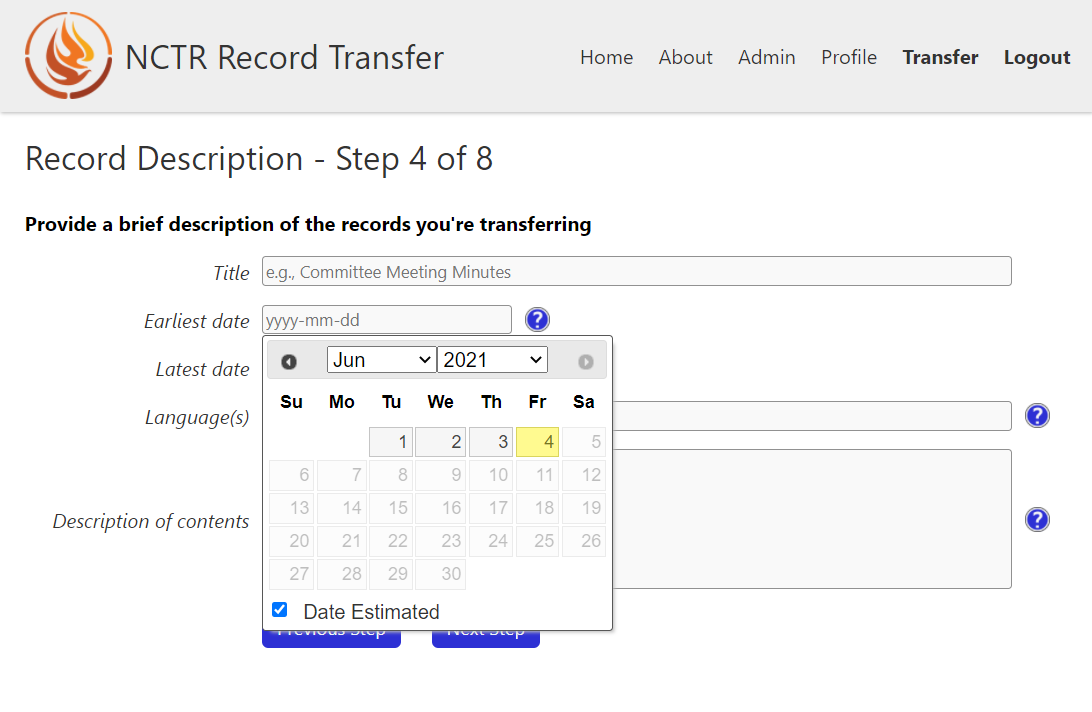 NCTR Record Transfer
Home About Admin Profile Transfer Logout
Record Description - Step 4 of 8
Provide a brief description of the records you're transferring
Title e.g., Committee Meeting Minutes
Earliest date yyyy-mm-dd ?
Latest date
Jun 2021
Su Mo Tu We Th Fr Sa
1 2 3 4 5
6 7 8 9 10 11 12
13 14 15 16 17 18 19
20 21 22 23 24 25 26
27 28 29 30
Date Estimated
Language(s) ?
Description of contents ?
Previous Step Next Step